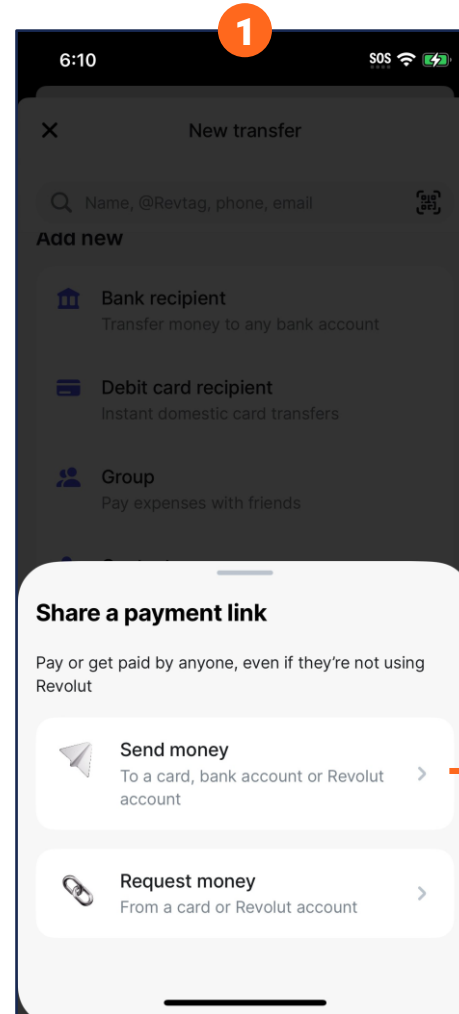 1
6:10
SOS
New transfer
Name, @Revtag, phone, email
Add new
Bank recipient
Transfer money to any bank account
Debit card recipient
Instant domestic card transfers
Group
Pay expenses with friends
Share a payment link
Pay or get paid by anyone, even if they're not using
Revolut
Send money
To a card, bank account or Revolut
account
Request money
From a card or Revolut account